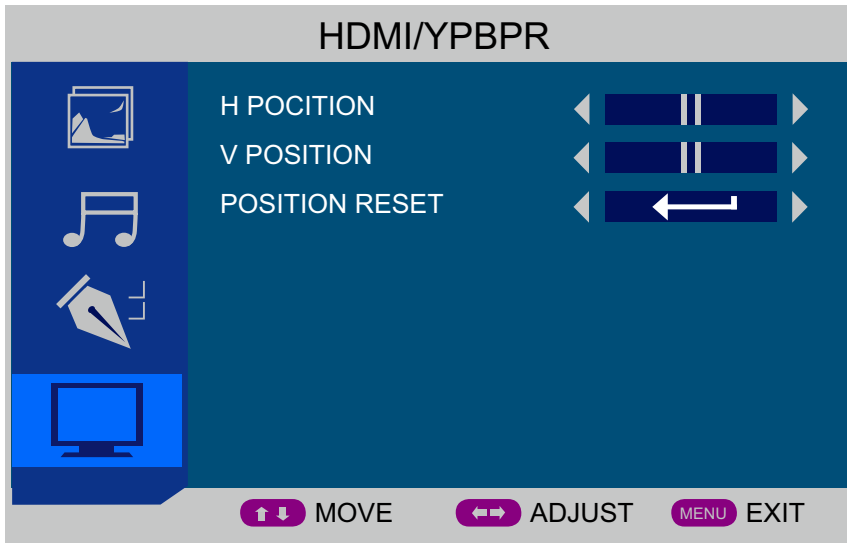 HDMI/YPBPR
H POCITION
V POSITION
POSITION RESET
MOVE ADJUST MENU EXIT